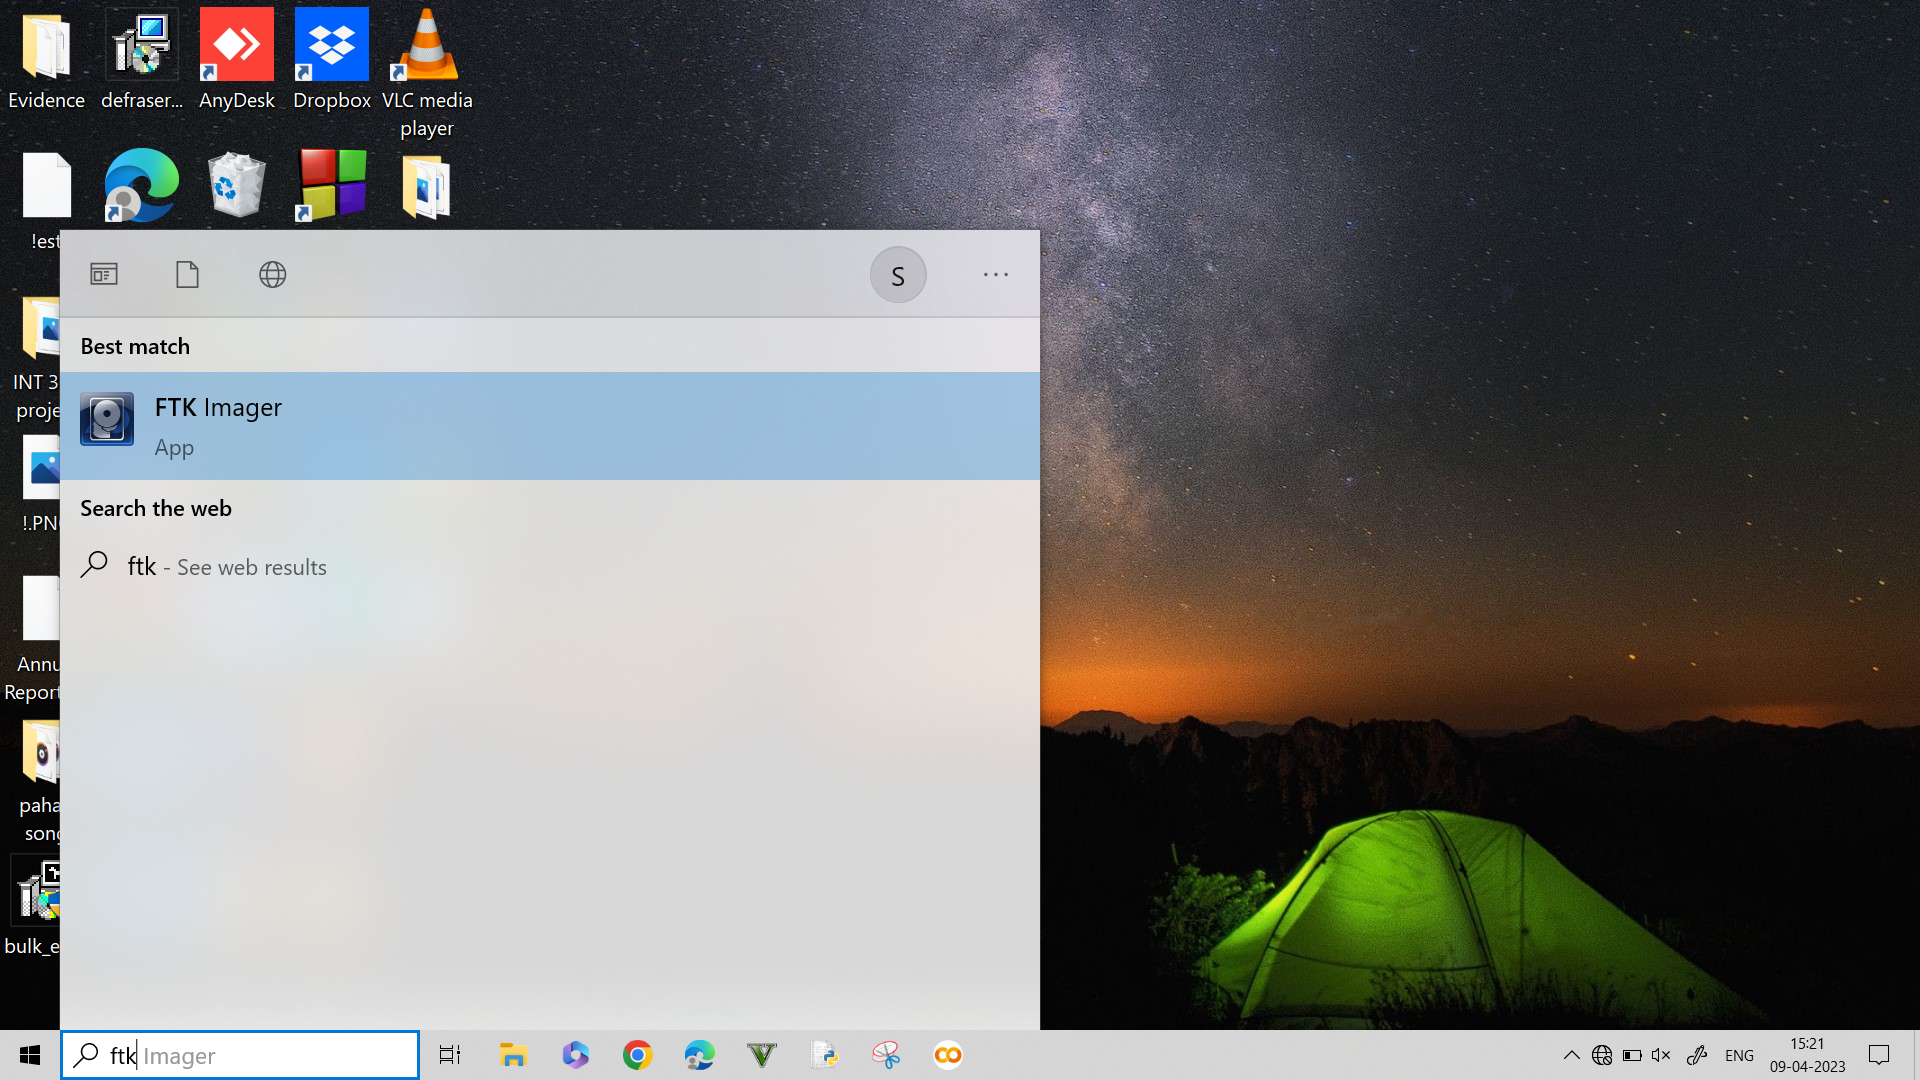 Evidence
defraser...
AnyDesk
Dropbox
VLC media
player
!est
S
Best match
FTK Imager
App
Search the web
ftk - See web results
INT 3
proje
!.PN
Annu
Report
paha
song
bulk_e
ftk Imager
ENG
15:21
09-04-2023